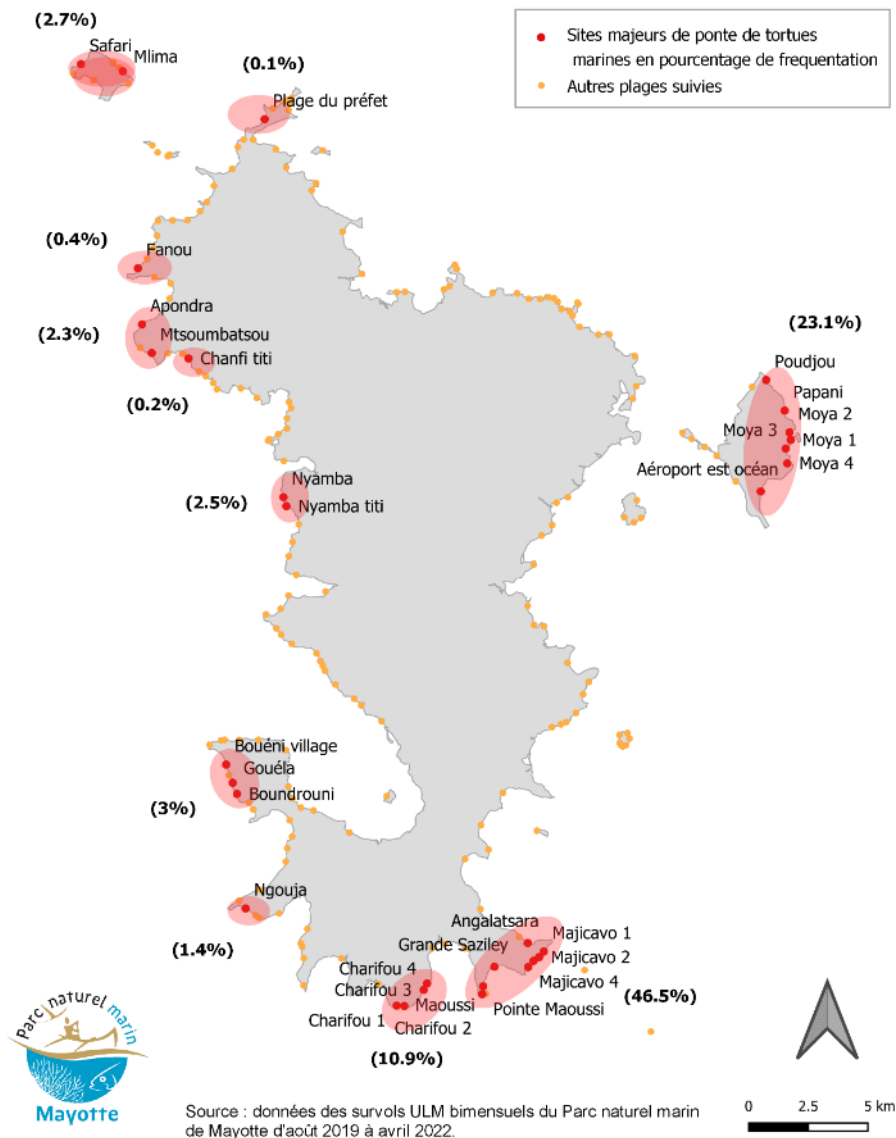 (2.7%)
Safari
Mlima
(0.1%)
Plage du préfet
Sites majeurs de ponte de tortues
marines en pourcentage de frequentation
Autres plages suivies
(0.4%)
Fanou
Apondra
(2.3%)
Mtsoumbatsou
Chanfi titi
(0.2%)
(23.1%)
Poudjou
Papani
Moya 2
Moya 3
Moya 1
Aéroport est océan
Moya 4
Nyamba
(2.5%)
Nyamba titi
Bouéni village
Gouéla
Boundrouni
(3%)
Ngouja
(1.4%)
Angalatsara
Majicavo 1
Grande Saziley
Majicavo 2
Charifou 4
Majicavo 4
Charifou 3
Maoussi
Pointe Maoussi
(46.5%)
Charifou 1
Charifou 2
(10.9%)
Parc naturel marin
Mayotte
Source : données des survols ULM bimensuels du Parc naturel marin
de Mayotte d'août 2019 à avril 2022.
0 2.5 5 km